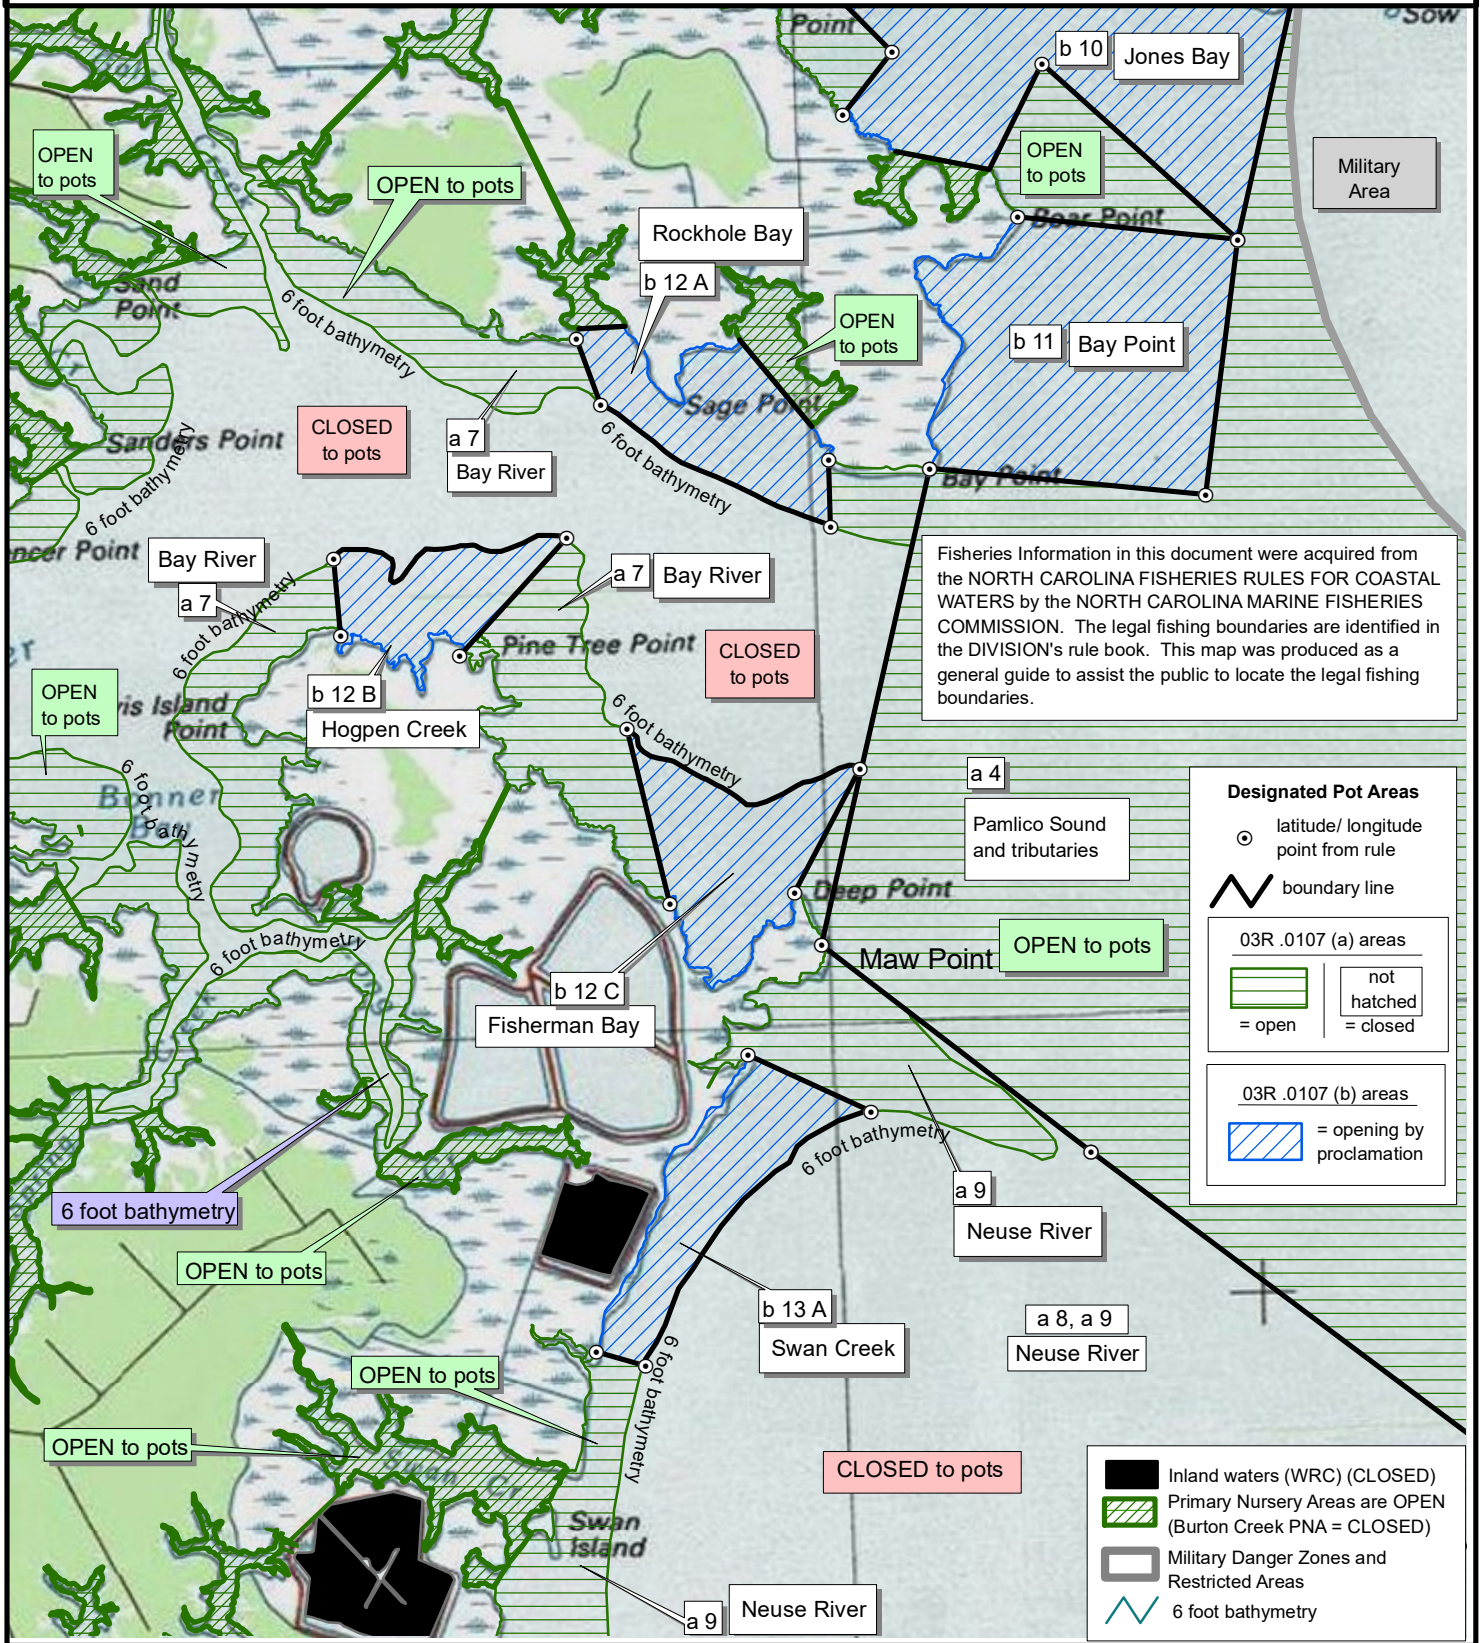 Point
Sow
b 10
Jones Bay
OPEN
to pots
OPEN to pots
OPEN
to pots
Military
Area
Rockhole Bay
Boar Point
b 12 A
Sand
Point
6 foot bathymetry
OPEN
to pots
b 11
Bay Point
Sage Point
Sanders Point
CLOSED
to pots
a 7
Bay River
6 foot bathymetry
6 foot bathymetry
Bay Point
ncer Point
Bay River
a 7
6 foot bathymetry
a 7
Bay River
Fisheries Information in this document were acquired from
the NORTH CAROLINA FISHERIES RULES FOR COASTAL
WATERS by the NORTH CAROLINA MARINE FISHERIES
COMMISSION.  The legal fishing boundaries are identified in
the DIVISION's rule book.  This map was produced as a
general guide to assist the public to locate the legal fishing
boundaries.
er
Pine Tree Point
CLOSED
to pots
OPEN
to pots
vis Island
Point
b 12 B
Hogpen Creek
6 foot bathymetry
6 foot bathymetry
Bonner
Bay
a 4
Pamlico Sound
and tributaries
Designated Pot Areas
latitude/ longitude
point from rule
boundary line
03R .0107 (a) areas
= open
not
hatched
= closed
03R .0107 (b) areas
= opening by
proclamation
Deep Point
6 foot bathymetry
Maw Point
OPEN to pots
b 12 C
Fisherman Bay
6 foot bathymetry
6 foot bathymetry
a 9
Neuse River
OPEN to pots
b 13 A
Swan Creek
a 8, a 9
Neuse River
OPEN to pots
6 foot bathymetry
OPEN to pots
Swan
Cr
CLOSED to pots
Swan
Island
a 9
Neuse River
Inland waters (WRC) (CLOSED)
Primary Nursery Areas are OPEN
(Burton Creek PNA = CLOSED)
Military Danger Zones and
Restricted Areas
6 foot bathymetry